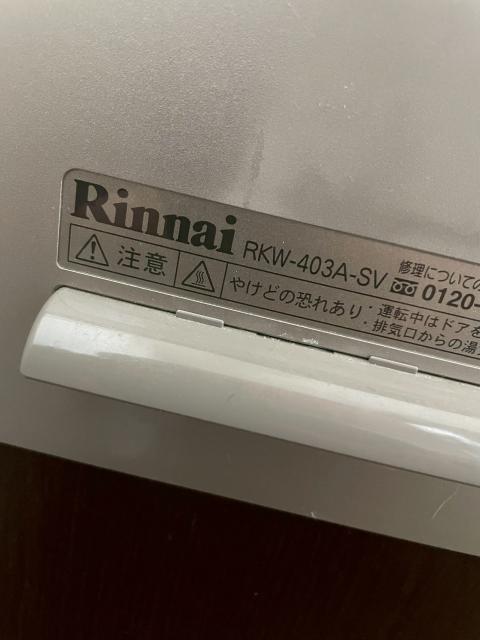 Rinnai RKW-403A-SV
修理についての
0120-
注意 やけどの恐れあり
・運転中はドアを
・排気口からの湯